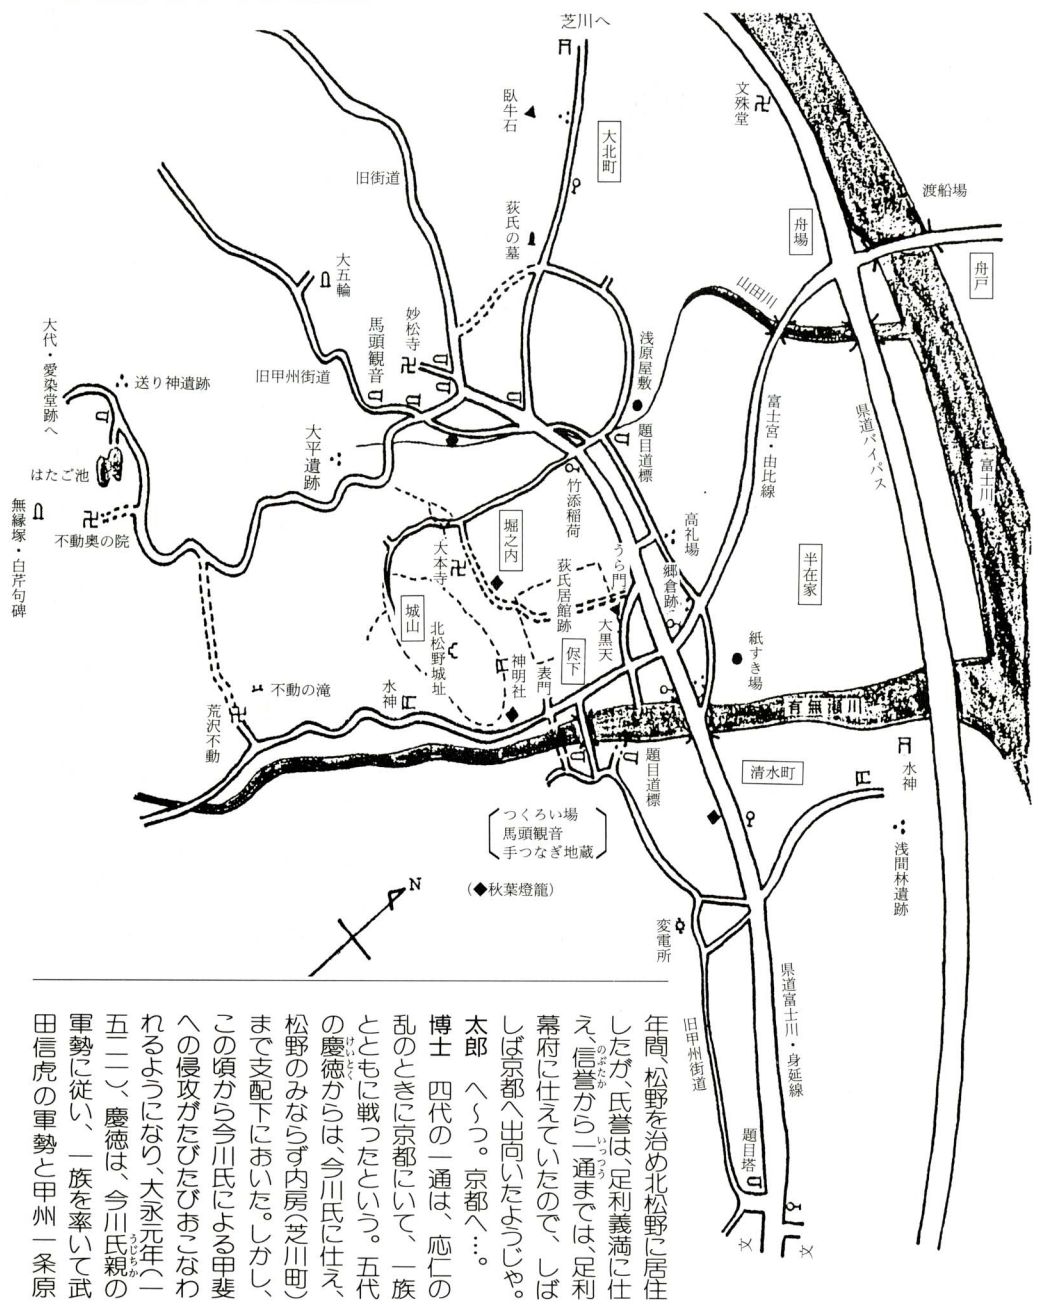 芝川へ
臥牛石
文殊堂
大北町
旧街道
渡船場
荻氏の墓
舟場
舟戸
大五輪
山田川
妙松寺
馬頭観音
大代・愛染堂跡へ
送り神遺跡
旧甲州街道
浅原屋敷
富士宮・由比線
県道バイパス
大平遺跡
題目道標
はたご池
富士川
竹添稲荷
無縁塚・白芹句碑
不動奥の院
堀之内
高礼場
うら門
大本寺
郷倉跡
半在家
荻氏居館跡
城山
大黒天
北松野城址
侭下
紙すき場
神明社
表門
不動の滝
水神
荒沢不動
有無瀬川
題目道標
清水町
水神
つくろい場
馬頭観音
手つなぎ地蔵
浅間林遺跡
N
(◆秋葉燈籠)
変電所
県道富士川・身延線
旧甲州街道
題目塔
文
文
年間、松野を治め北松野に居住
したが、氏誉は、足利義満に仕
え、信誉から一通までは、足利
のぶたか
いっつう
幕府に仕えていたので、しば
しば京都へ出向いたようじゃ。
太郎 へ〜っ。京都へ…。
博士 四代の一通は、応仁の
乱のときに京都にいて、一族
とともに戦ったという。五代
の慶徳からは、今川氏に仕え、
けいとく
松野のみならず内房(芝川町)
まで支配下においた。しかし、
この頃から今川氏による甲斐
への侵攻がたびたびおこなわ
れるようになり、大永元年(一
五二一)、慶徳は、今川氏親の
うじちか
軍勢に従い、一族を率いて武
田信虎の軍勢と甲州一条原